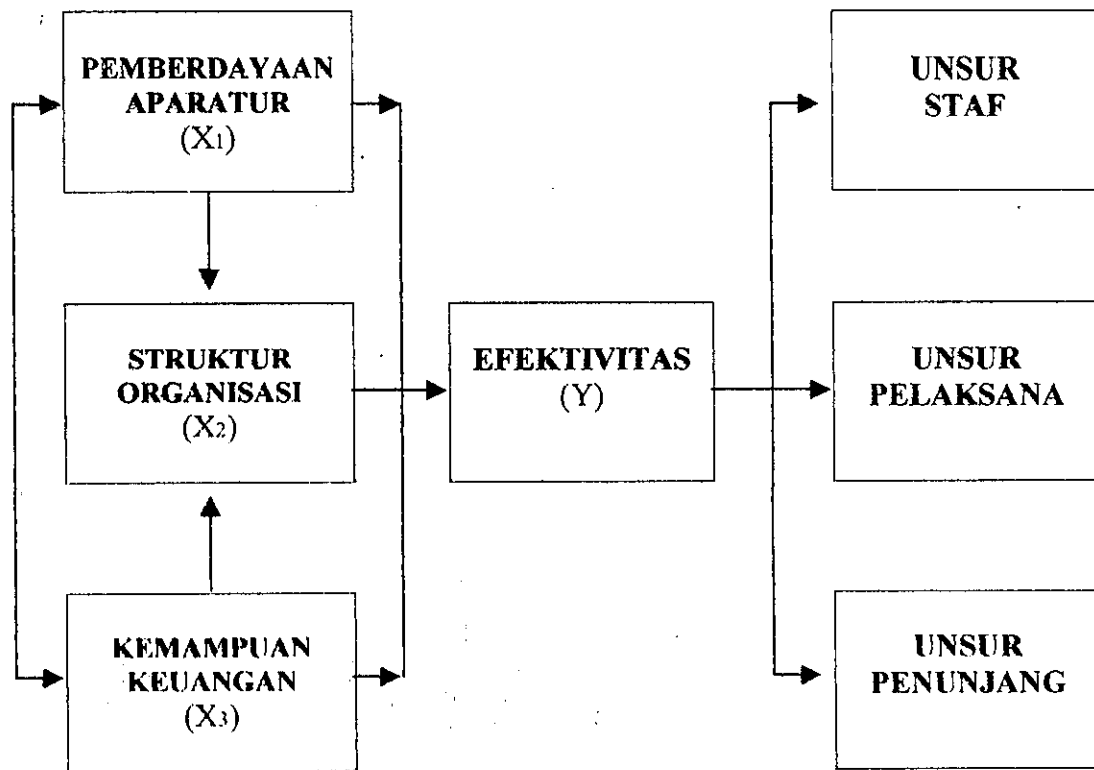 PEMBERDAYAAN
APARATUR
(X1)
UNSUR
STAF
STRUKTUR
ORGANISASI
(X2)
EFEKTIVITAS
(Y)
UNSUR
PELAKSANA
KEMAMPUAN
KEUANGAN
(X3)
UNSUR
PENUNJANG